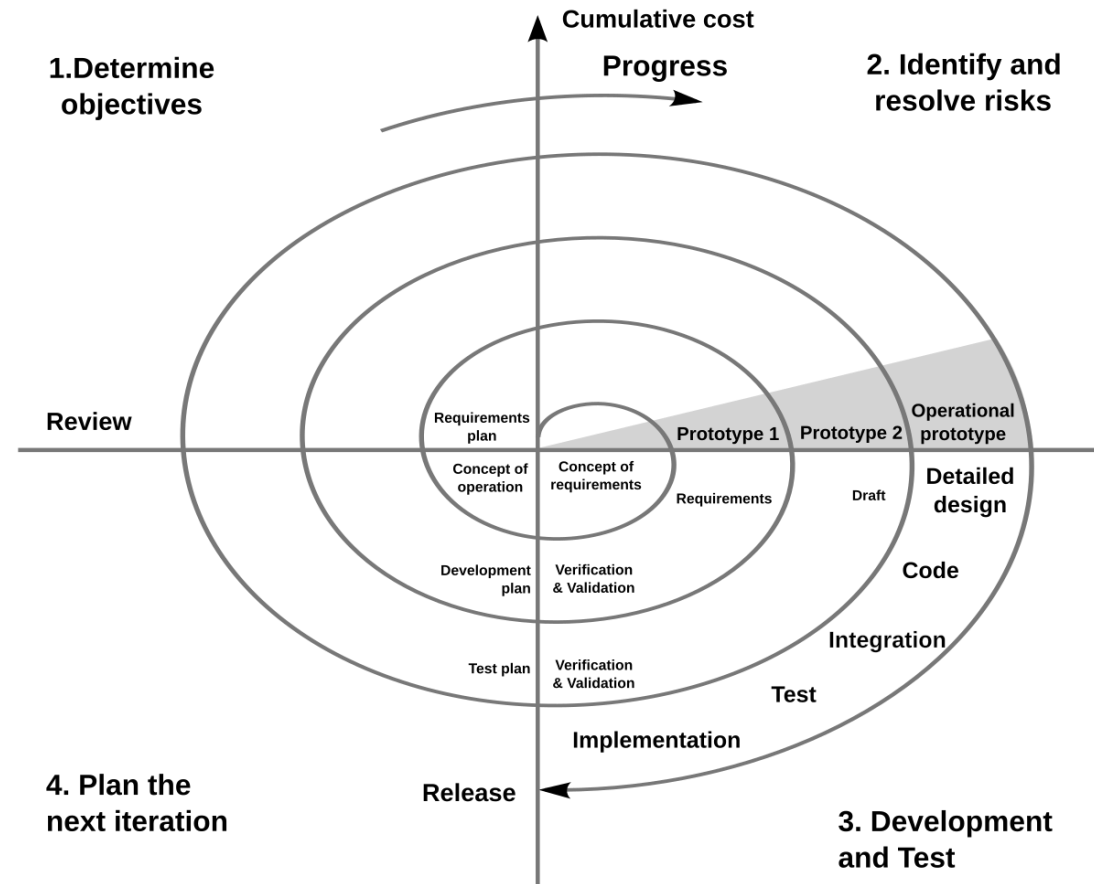 Cumulative cost
Progress
1.Determine
objectives
2. Identify and
resolve risks
Review
Requirements
plan
Prototype 1
Prototype 2
Operational
prototype
Concept of
operation
Concept of
requirements
Requirements
Draft
Detailed
design
Development
plan
Verification
& Validation
Code
Integration
Test plan
Verification
& Validation
Test
Implementation
Release
4. Plan the
next iteration
3. Development
and Test